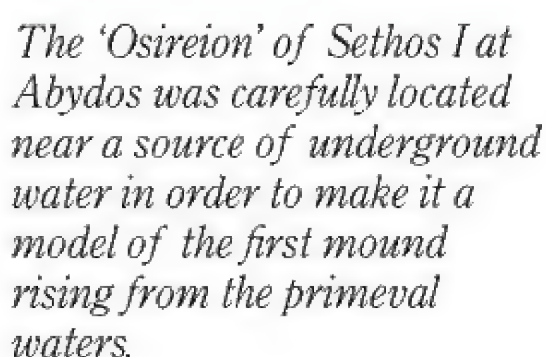 The ‘Osireion’ of Sethos I at
Abydos was carefully located
near a source of underground
water in order to make it a
model of the first mound
rising from the primeval
waters.